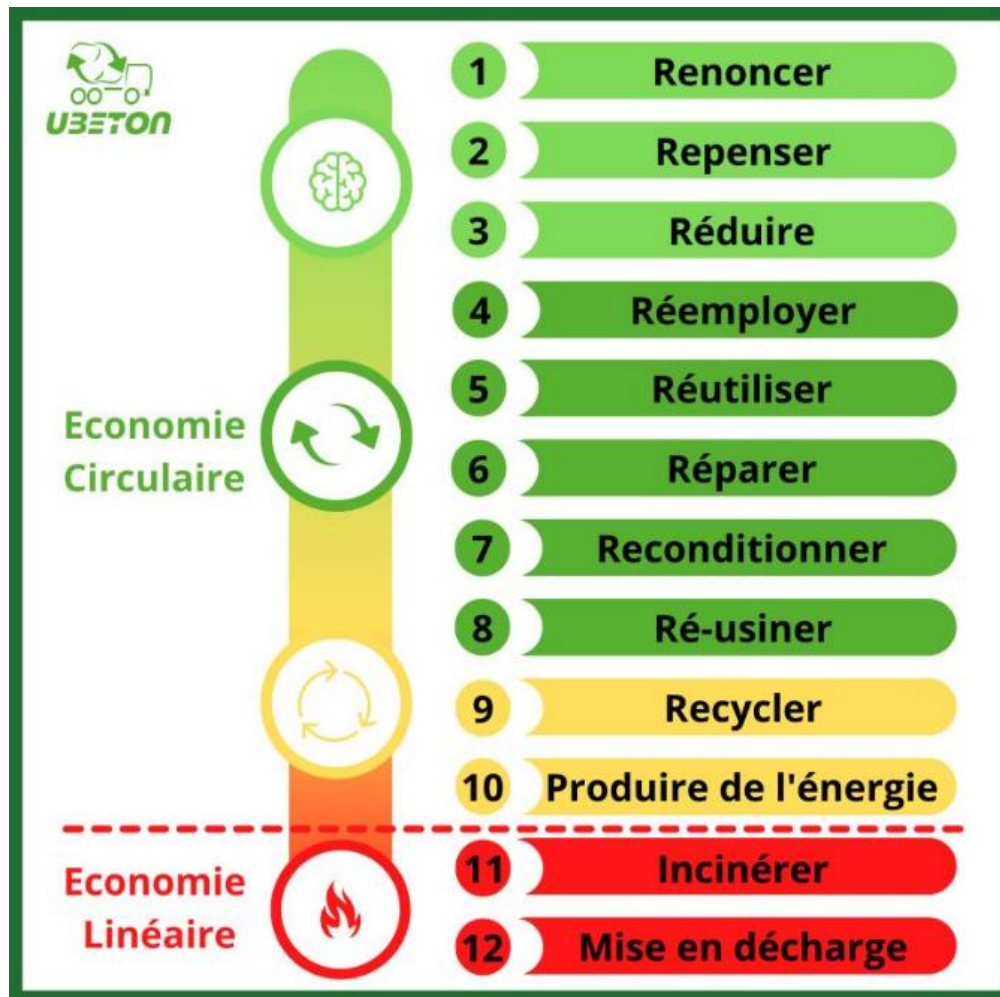 UBETON
1 Renoncer
2 Repenser
3 Réduire
4 Réemployer
5 Réutiliser
Economie
Circulaire
6 Réparer
7 Reconditionner
8 Ré-usiner
9 Recycler
10 Produire de l'énergie
Economie
Linéaire
11 Incinérer
12 Mise en décharge